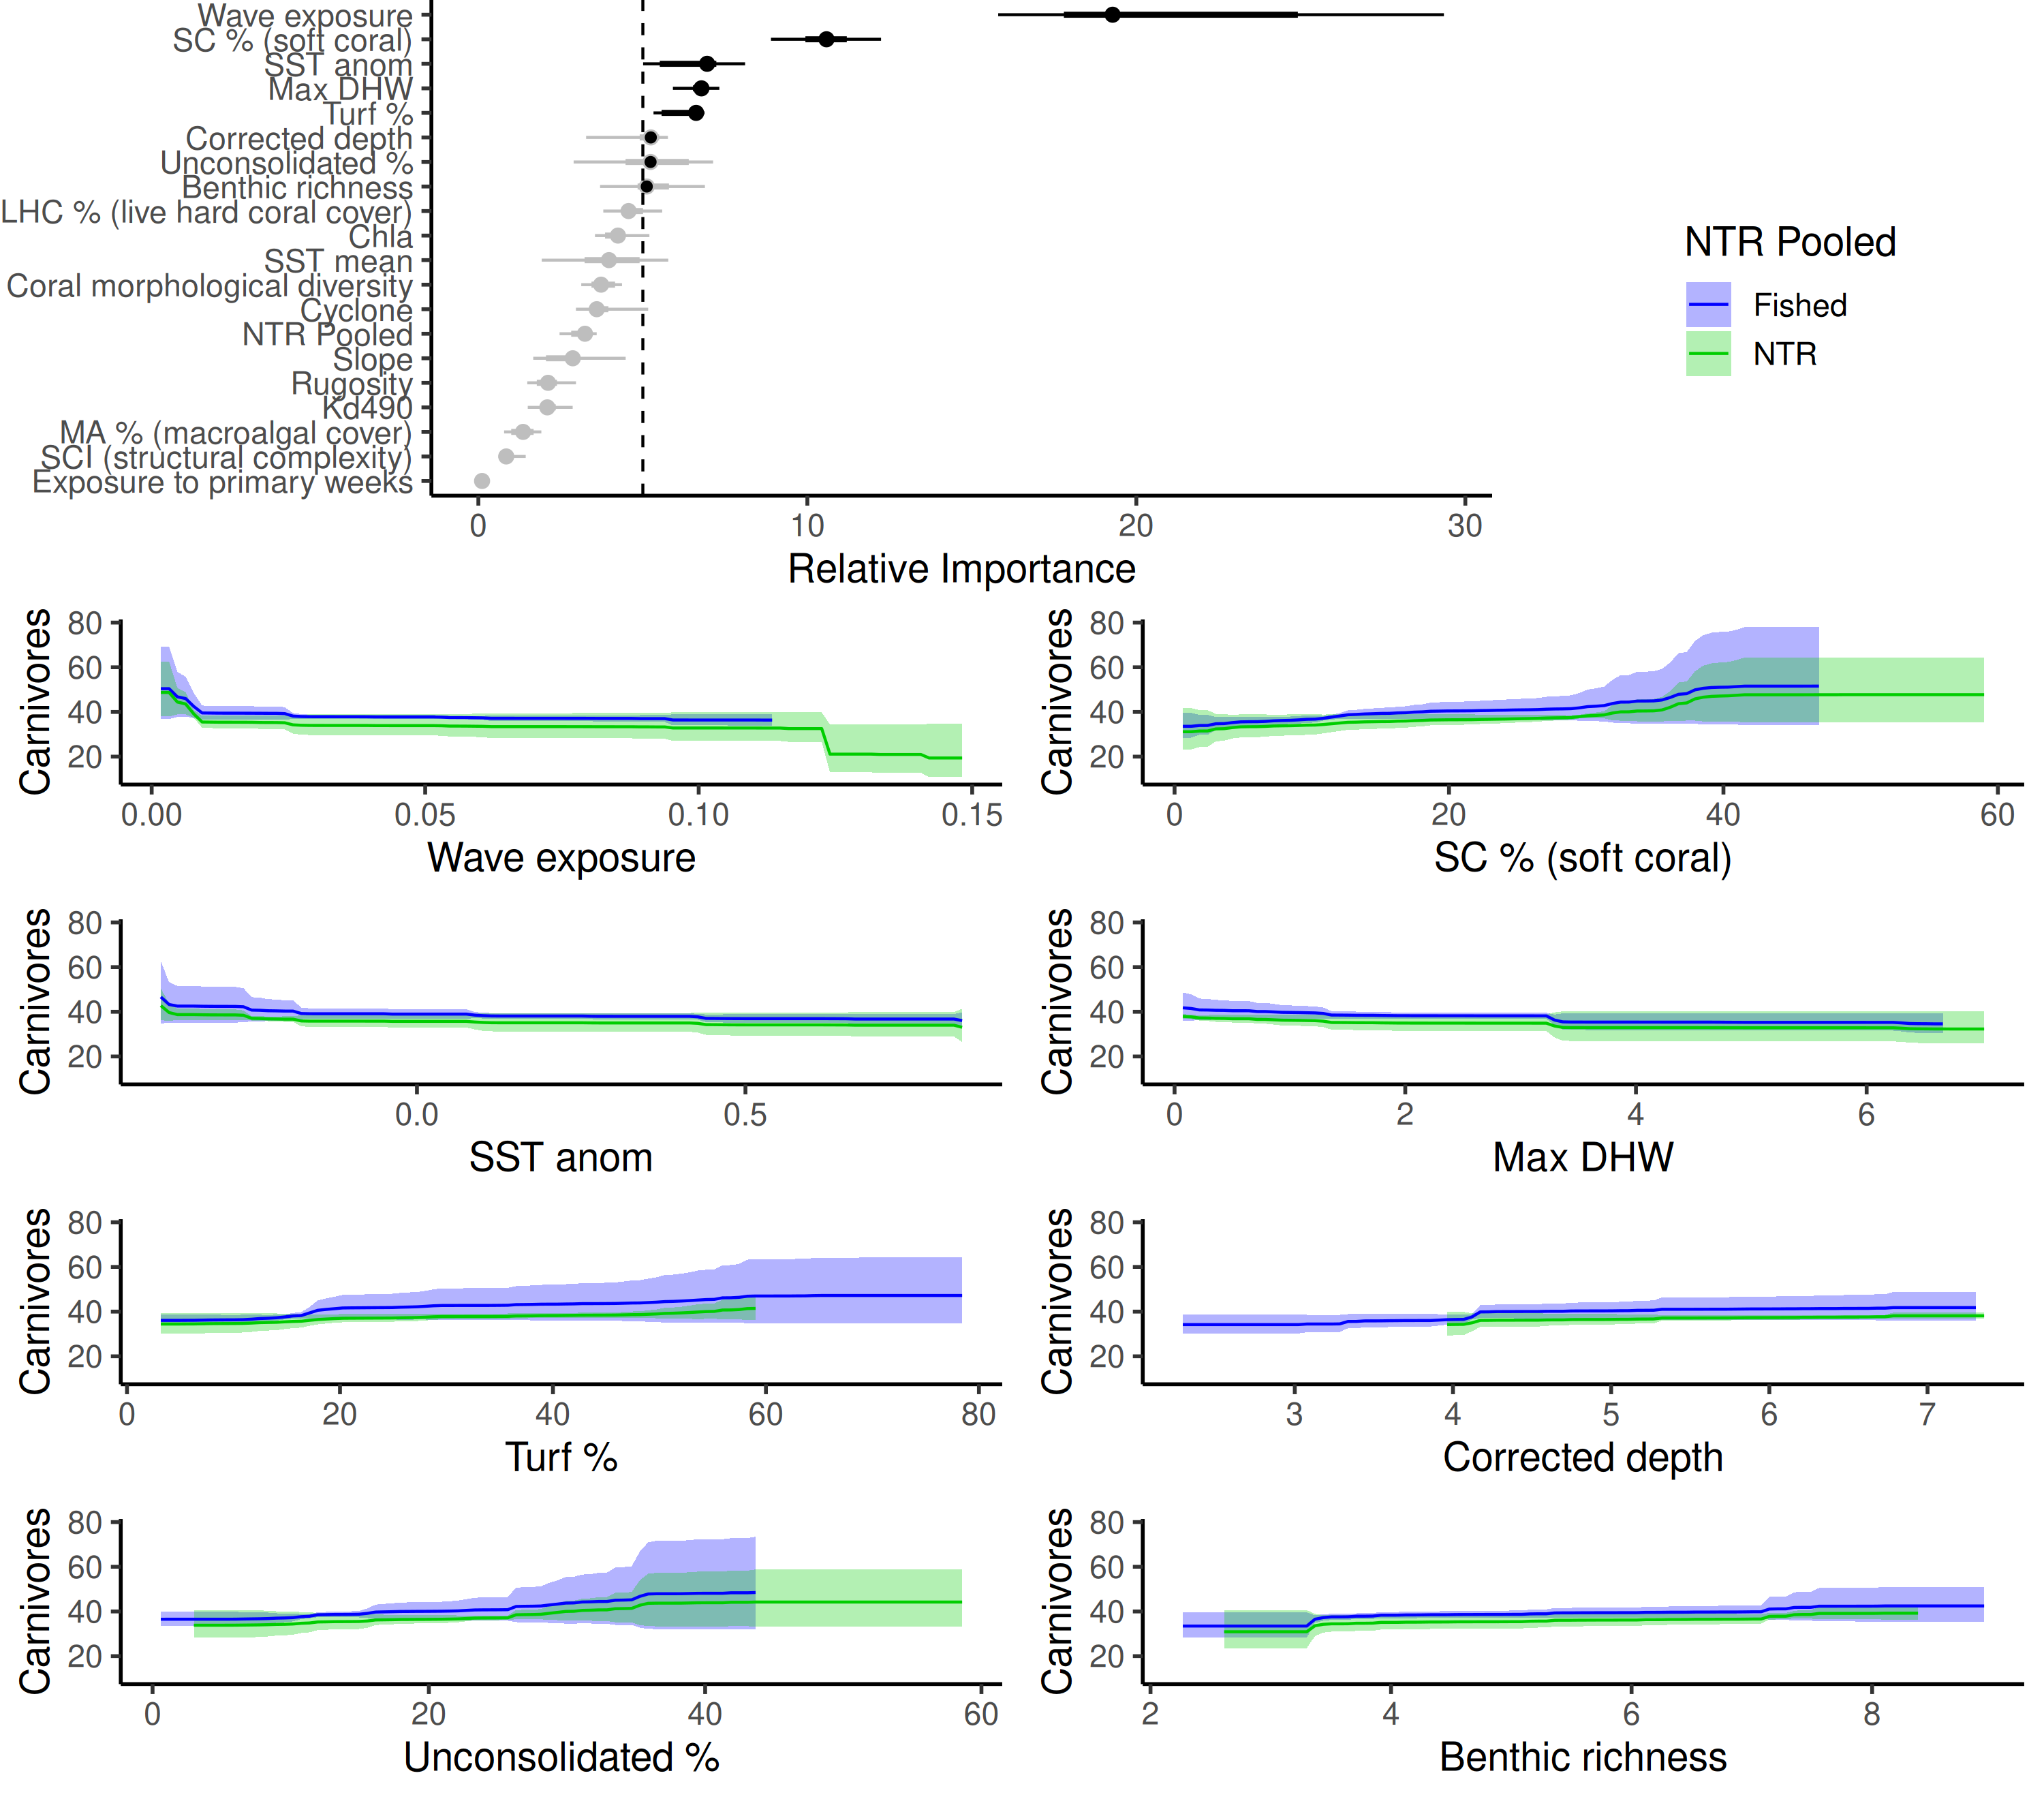 Wave exposure
SC % (soft coral)
SST anom
Max DHW
Turf %
Corrected depth
Unconsolidated %
Benthic richness
LHC % (live hard coral cover)
Chla
SST mean
Coral morphological diversity
Cyclone
NTR Pooled
Slope
Rugosity
Kd490
MA % (macroalgal cover)
SCI (structural complexity)
Exposure to primary weeks
0 10 20 30
Relative Importance
NTR Pooled
Fished
NTR
Carnivores
80
60
40
20
0.00 0.05 0.10 0.15
Wave exposure
Carnivores
80
60
40
20
0 20 40 60
SC % (soft coral)
Carnivores
80
60
40
20
0.0 0.5
SST anom
Carnivores
80
60
40
20
0 2 4 6
Max DHW
Carnivores
80
60
40
20
0 20 40 60 80
Turf %
Carnivores
80
60
40
20
3 4 5 6 7
Corrected depth
Carnivores
80
60
40
20
0 20 40 60
Unconsolidated %
Carnivores
80
60
40
20
2 4 6 8
Benthic richness